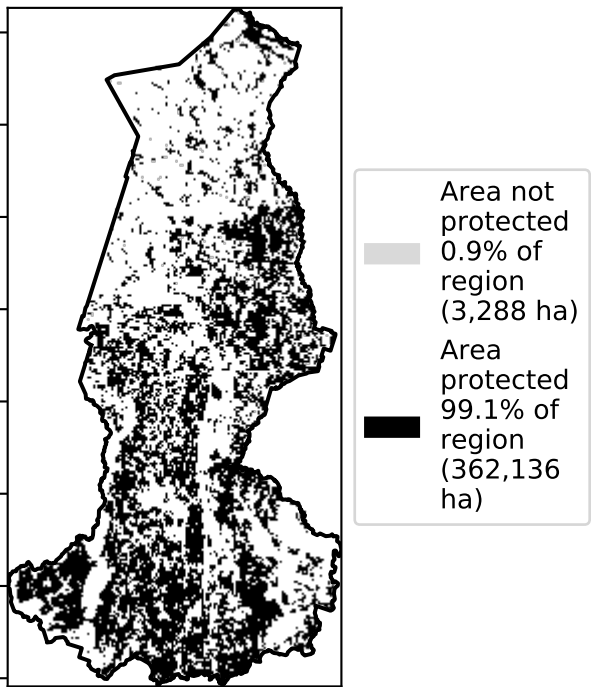 Area not
protected
0.9% of
region
(3,288 ha)
Area
protected
99.1% of
region
(362,136
ha)